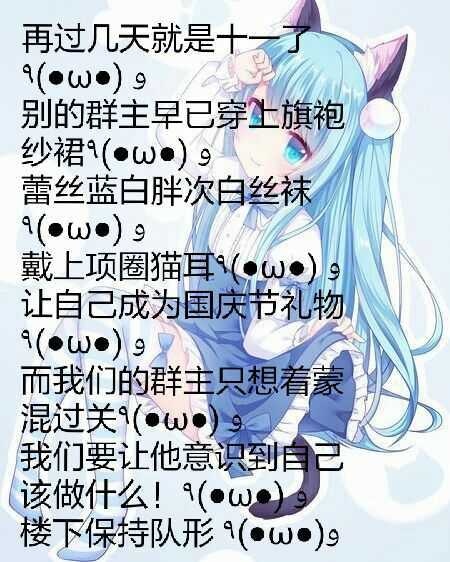 再过几天就是十一了
٩(●ω●) و
别的群主早已穿上旗袍
纱裙٩(●ω●) و
蕾丝蓝白胖次白丝袜
٩(●ω●) و
戴上项圈猫耳٩(●ω●) و
让自己成为国庆节礼物
٩(●ω●) و
而我们的群主只想着蒙
混过关٩(●ω●) و
我们要让他意识到自己
该做什么！٩(●ω●) و
楼下保持队形 ٩(●ω●)و